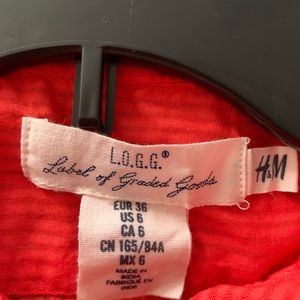 L.O.G.G.®
Label of Graded Goods
H&M
EUR 36
US 6
CA 6
CN 165/84A
MX 6
MADE IN
INDIA
FABRIQUÉ EN
INDE